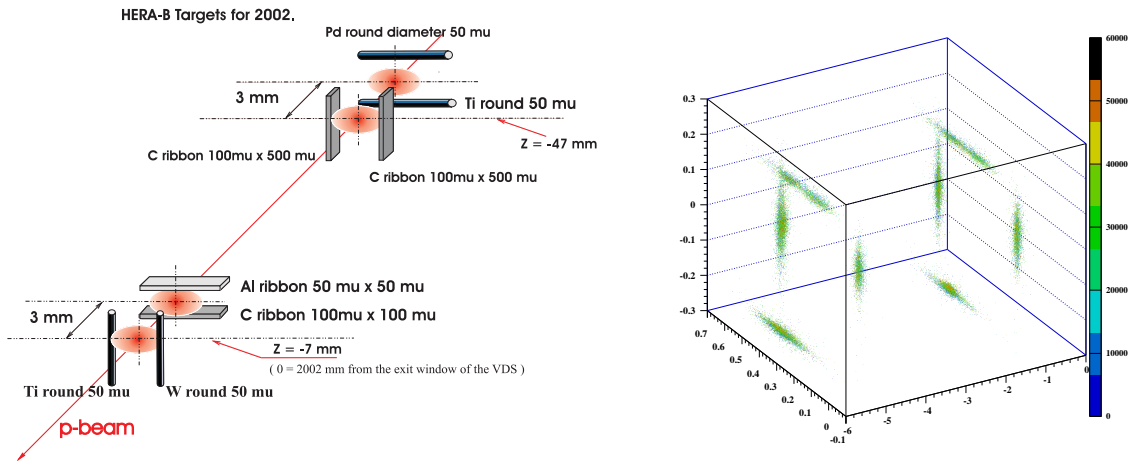 HERA-B Targets for 2002.
Pd round diameter 50 mu
3 mm
Ti round 50 mu
Z = -47 mm
C ribbon 100mu x 500 mu
C ribbon 100mu x 500 mu
Al ribbon 50 mu x 50 mu
3 mm
C ribbon 100mu x 100 mu
Z = -7 mm
( 0 = 2002 mm from the exit window of the VDS )
Ti round 50 mu
W round 50 mu
p-beam
0.3
0.2
0.1
0
-0.1
-0.2
-0.3
0.7
0.6
0.5
0.4
0.3
0.2
0.1
0
-0.1
-6
-5
-4
-3
-2
-1
0
60000
50000
40000
30000
20000
10000
0